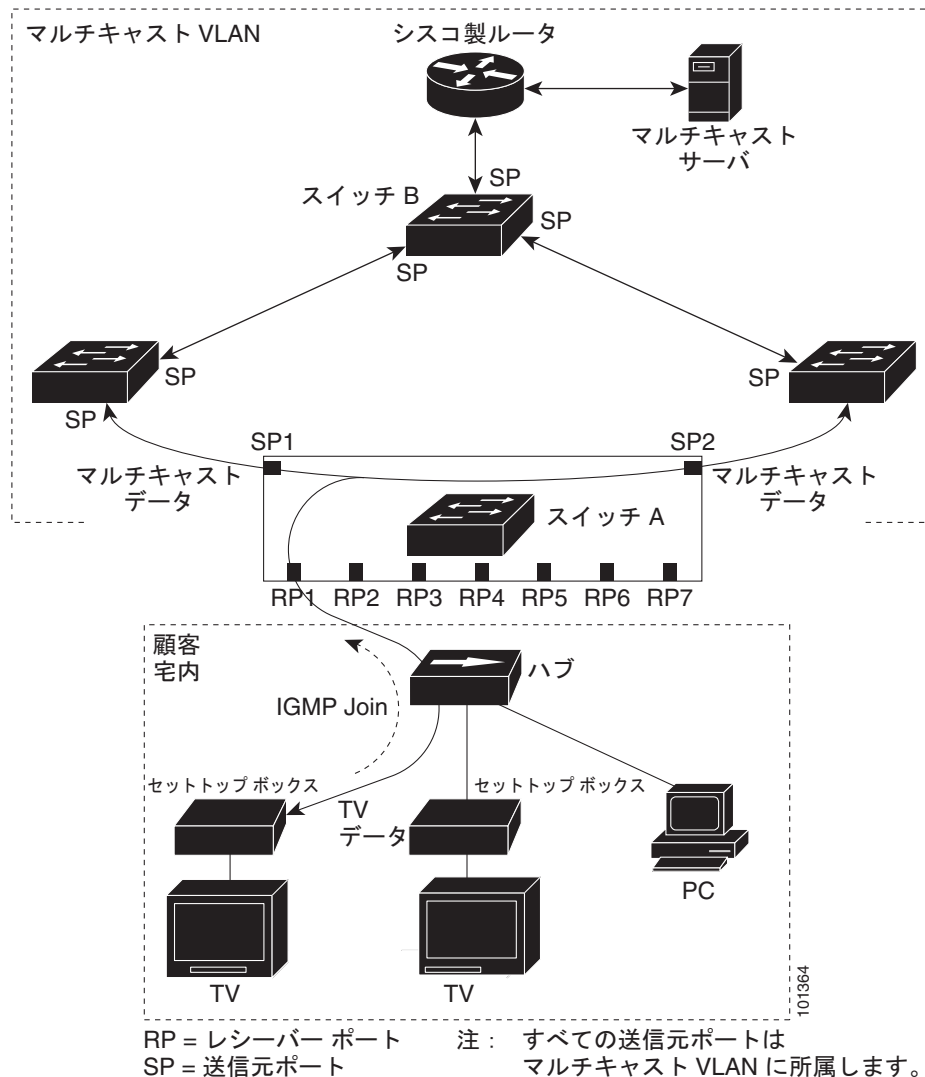 マルチキャスト VLAN
シスコ製ルータ
マルチキャスト
サーバ
SP
スイッチ B
SP
SP
SP
SP
SP
SP1
SP2
マルチキャスト
データ
マルチキャスト
データ
スイッチ A
RP1 RP2 RP3 RP4 RP5 RP6 RP7
顧客
宅内
ハブ
IGMP Join
セットトップ ボックス
セットトップ ボックス
TV
データ
PC
TV
TV
101364
RP = レシーバー ポート
SP = 送信元ポート
注 : すべての送信元ポートは
マルチキャスト VLAN に所属します。